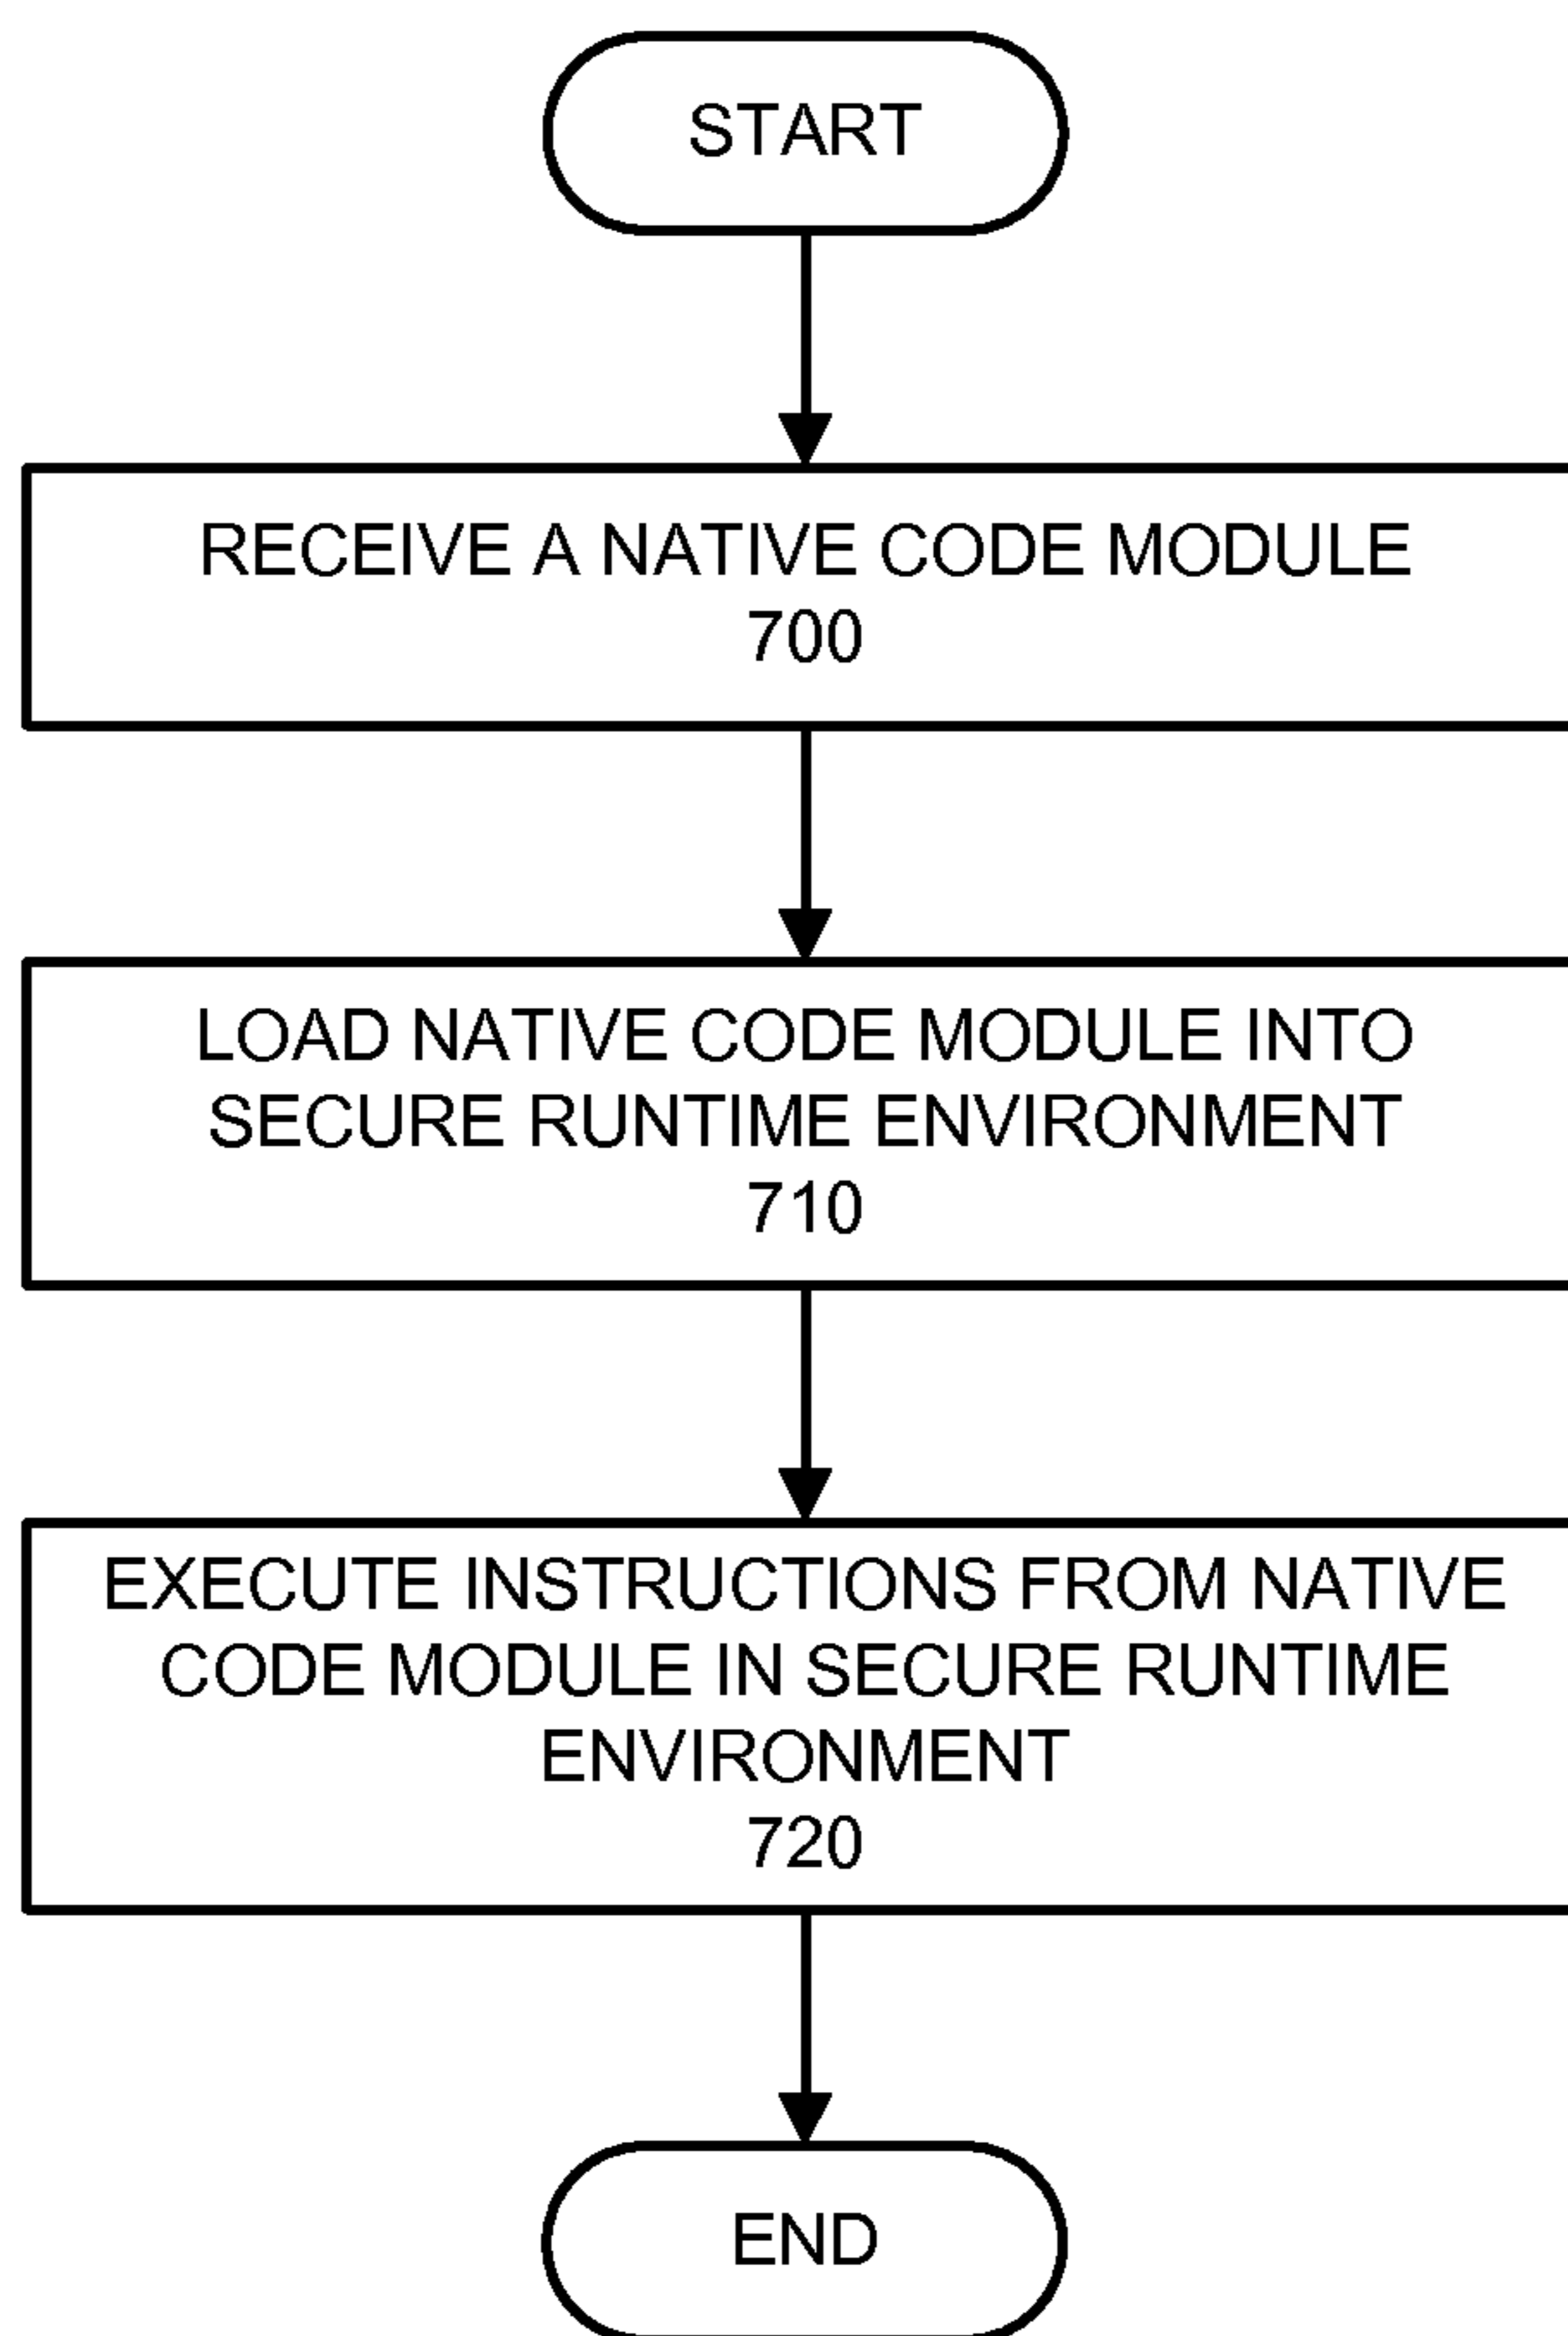 START
RECEIVE A NATIVE CODE MODULE
700
LOAD NATIVE CODE MODULE INTO
SECURE RUNTIME ENVIRONMENT
710
EXECUTE INSTRUCTIONS FROM NATIVE
CODE MODULE IN SECURE RUNTIME
ENVIRONMENT
720
END